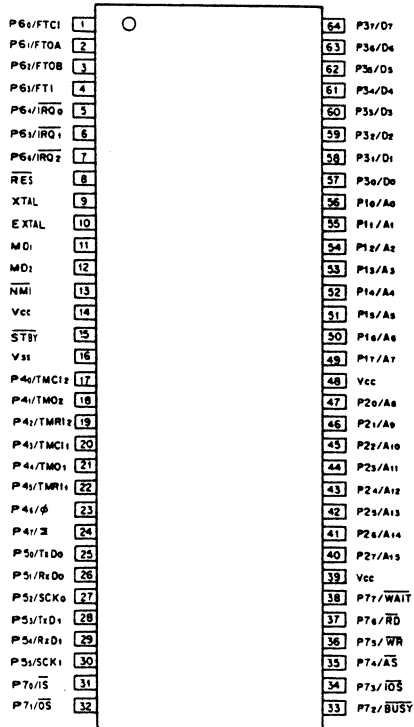 P60/FTCI 1
P61/FTOA 2
P62/FTOB 3
P63/FTI 4
P64/IRQ0 5
P65/IRQ1 6
P66/IRQ2 7
RES 8
XTAL 9
EXTAL 10
MD1 11
MD2 12
NMI 13
Vcc 14
STBY 15
Vss 16
P40/TMCI2 17
P41/TMO2 18
P42/TMRI2 19
P43/TMCI1 20
P44/TMO1 21
P45/TMRI1 22
P46/ϕ 23
P47/ 24
P50/TxD0 25
P51/RxD0 26
P52/SCK0 27
P53/TxD1 28
P54/RxD1 29
P55/SCK1 30
P70/IS 31
P71/OS 32
64 P37/D7
63 P36/D6
62 P35/D5
61 P34/D4
60 P33/D3
59 P32/D2
58 P31/D1
57 P30/D0
56 P10/A0
55 P11/A1
54 P12/A2
53 P13/A3
52 P14/A4
51 P15/A5
50 P16/A6
49 P17/A7
48 Vcc
47 P20/A8
46 P21/A9
45 P22/A10
44 P23/A11
43 P24/A12
42 P25/A13
41 P26/A14
40 P27/A15
39 Vcc
38 P77/WAIT
37 P76/RD
36 P75/WR
35 P74/AS
34 P73/IOS
33 P72/BUSY